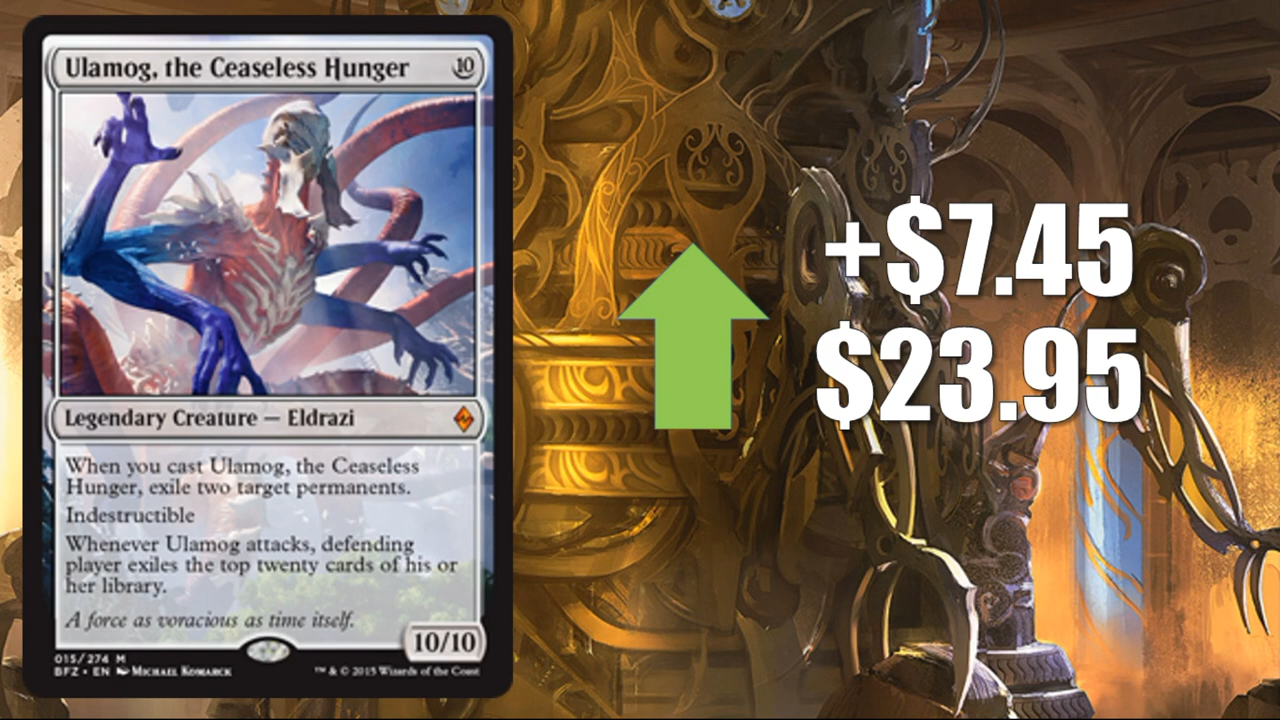 Ulamog, the Ceaseless Hunger 10
Legendary Creature — Eldrazi
When you cast Ulamog, the Ceaseless
Hunger, exile two target permanents.
Indestructible
Whenever Ulamog attacks, defending
player exiles the top twenty cards of his or
her library.
A force as voracious as time itself.
10/10
015/274 M
BFZ • EN Michael Komarck
™ & © 2015 Wizards of the Coast
+$7.45
$23.95